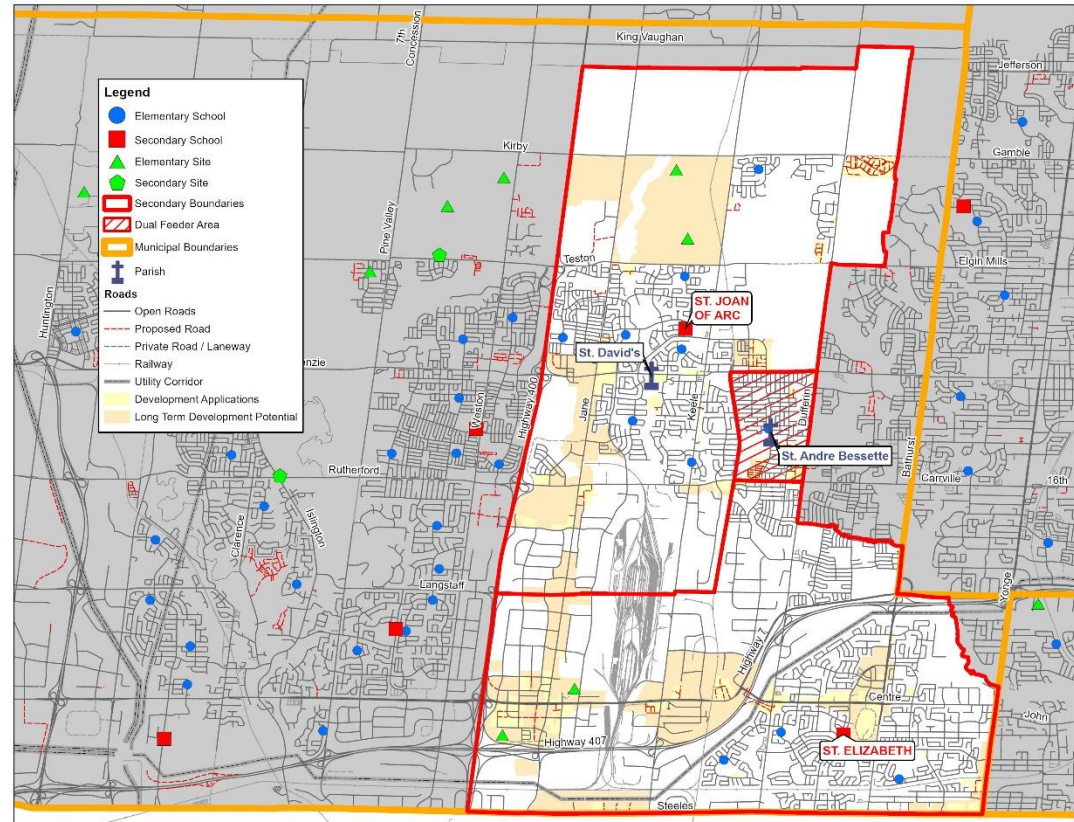 King Vaughan
7th
Concession
Jefferson
Legend
Elementary School
Secondary School
Elementary Site
Secondary Site
Secondary Boundaries
Dual Feeder Area
Municipal Boundaries
Parish
Roads
Open Roads
Proposed Road
Private Road / Laneway
Railway
Utility Corridor
Development Applications
Long Term Development Potential
Kirby
Gamble
Pine Valley
Teston
Elgin Mills
Huntington
ST. JOAN
OF ARC
St. David's
enzie
Highway 400
Weston
Jane
Keele
Dufferin
Bathurst
St. Andre Bessette
Rutherford
Carrville
16th
Clarence
Islington
Langstaff
Yonge
Highway 7
Centre
John
Highway 407
ST. ELIZABETH
Steeles